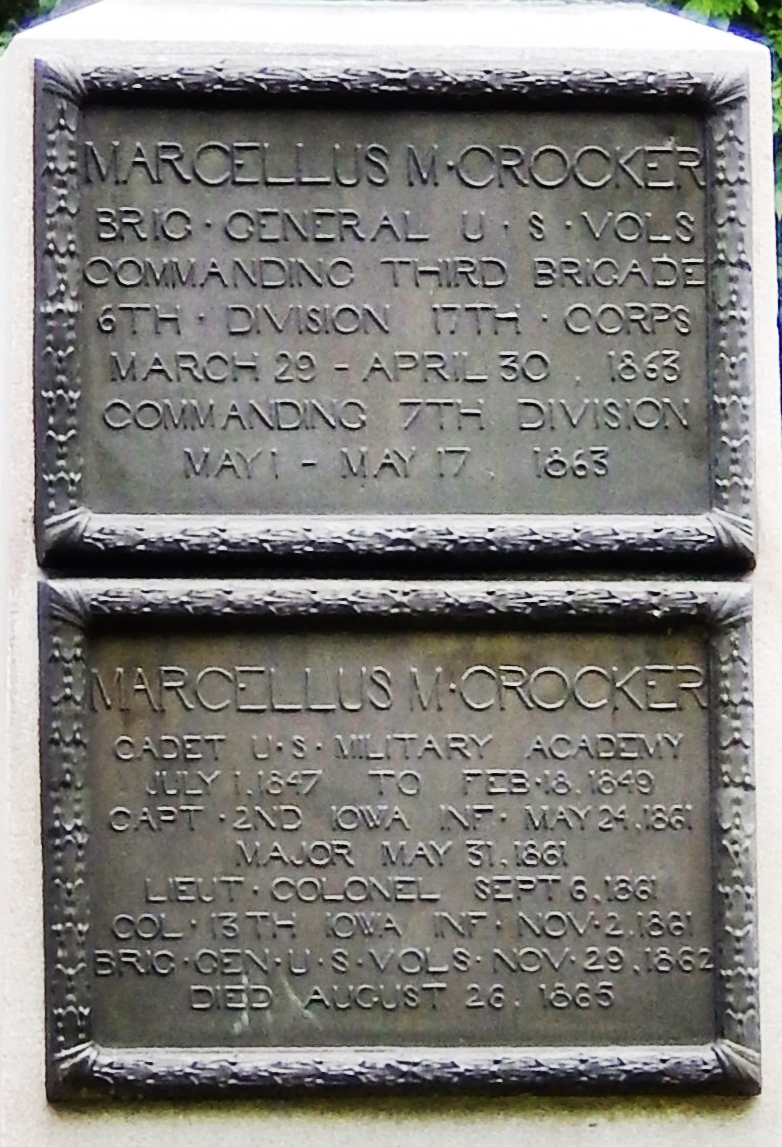 MARCELLUS M·CROCKER
BRIG · GENERAL U · S · VOLS
COMMANDING THIRD BRIGADE
6TH · DIVISION 17TH · CORPS
MARCH 29 - APRIL 30 , 1863
COMMANDING 7TH DIVISION
MAY 1 - MAY 17 , 1863
MARCELLUS M·CROCKER
CADET U·S· MILITARY ACADEMY
JULY 1, 1847 TO FEB·18, 1849
CAPT · 2ND IOWA INF· MAY 24, 1861
MAJOR MAY 31, 1861
LIEUT · COLONEL SEPT 6, 1861
COL· 13TH IOWA INF· NOV·2, 1861
BRIG·GEN·U·S·VOLS· NOV·29, 1862
DIED AUGUST 26, 1865